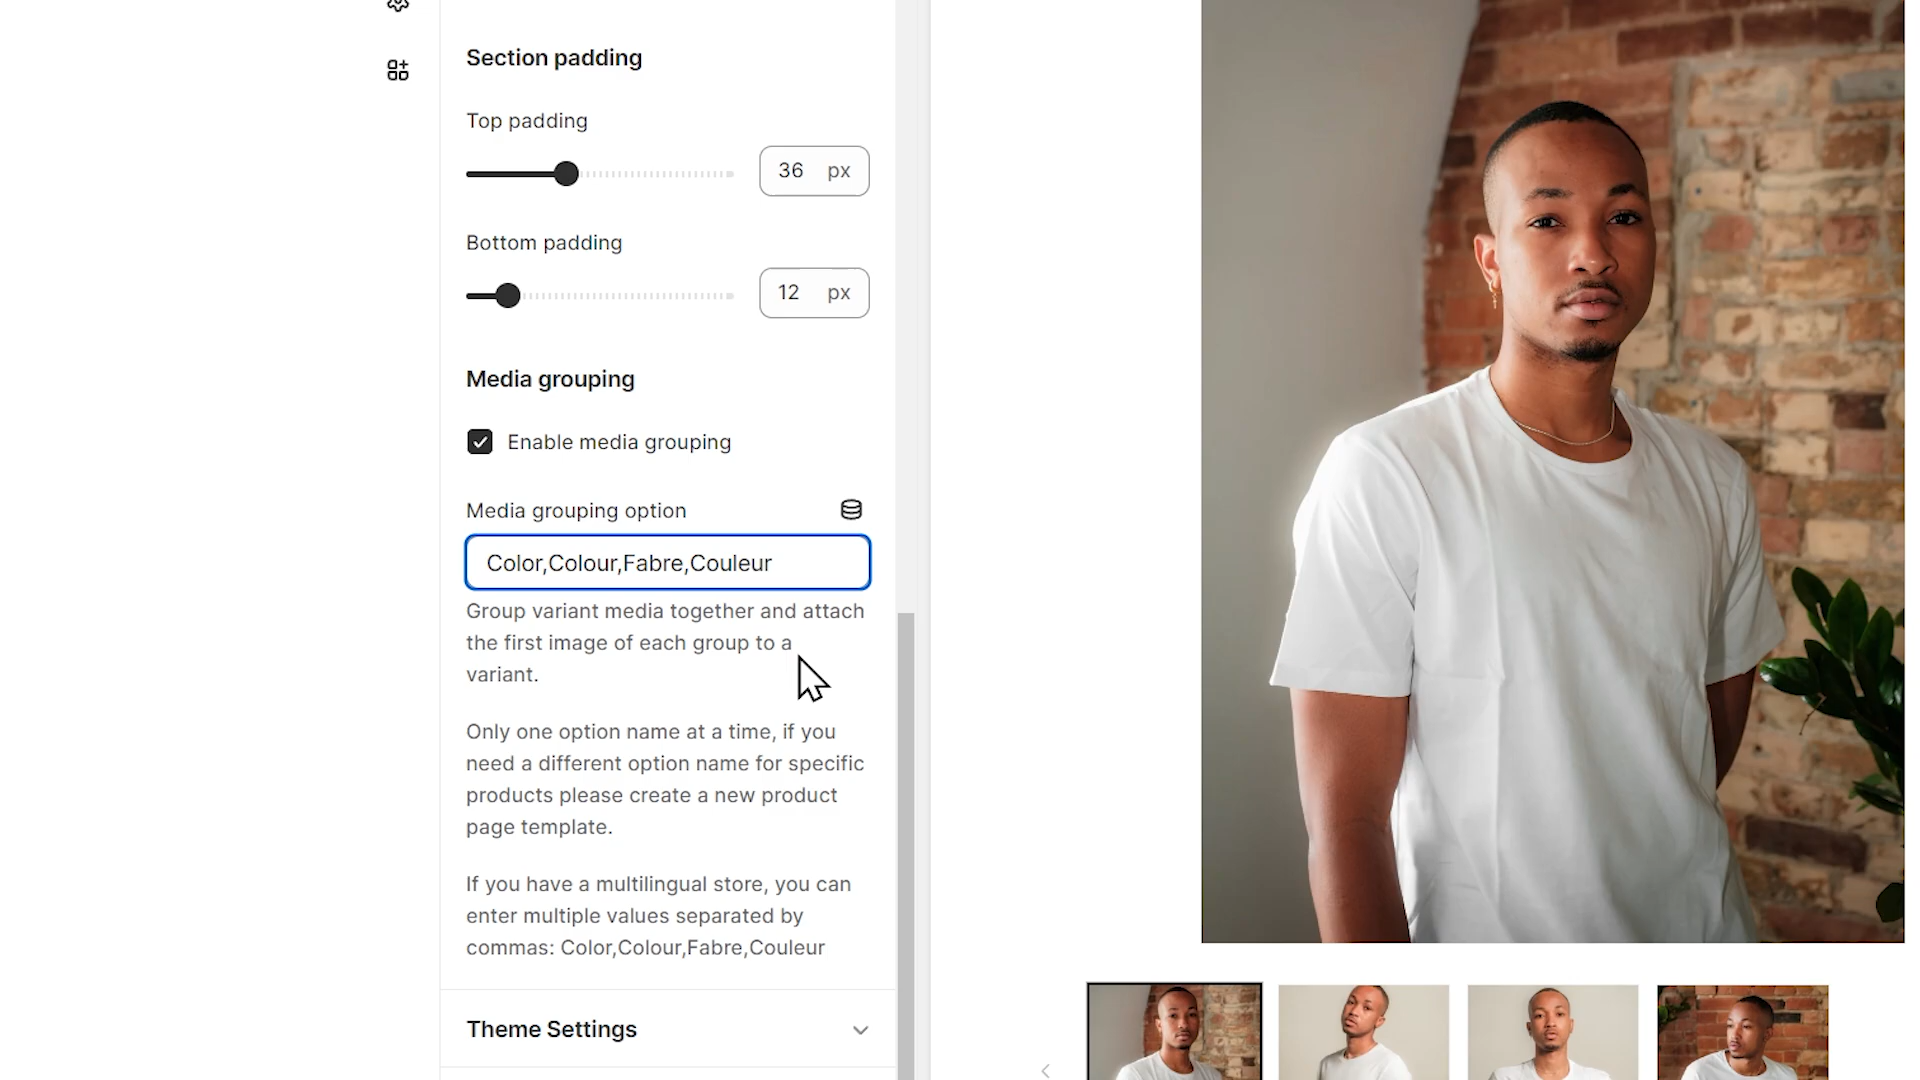 Section padding
Top padding
36 px
Bottom padding
12 px
Media grouping
Enable media grouping
Media grouping option
Color,Colour,Fabre,Couleur
Group variant media together and attach
the first image of each group to a
variant.
Only one option name at a time, if you
need a different option name for specific
products please create a new product
page template.
If you have a multilingual store, you can
enter multiple values separated by
commas: Color,Colour,Fabre,Couleur
Theme Settings